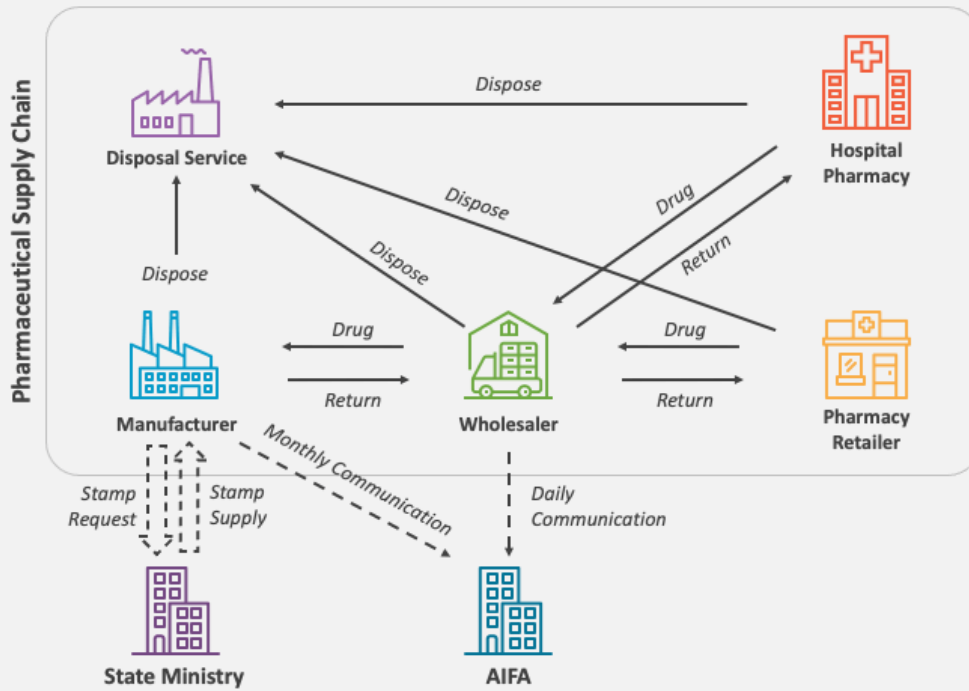 Pharmaceutical Supply Chain
Dispose
Disposal Service
Hospital
Pharmacy
Dispose
Drug
Return
Dispose
Dispose
Drug
Return
Drug
Return
Manufacturer
Wholesaler
Pharmacy
Retailer
Stamp
Request
Stamp
Supply
Monthly Communication
Daily
Communication
State Ministry
AIFA